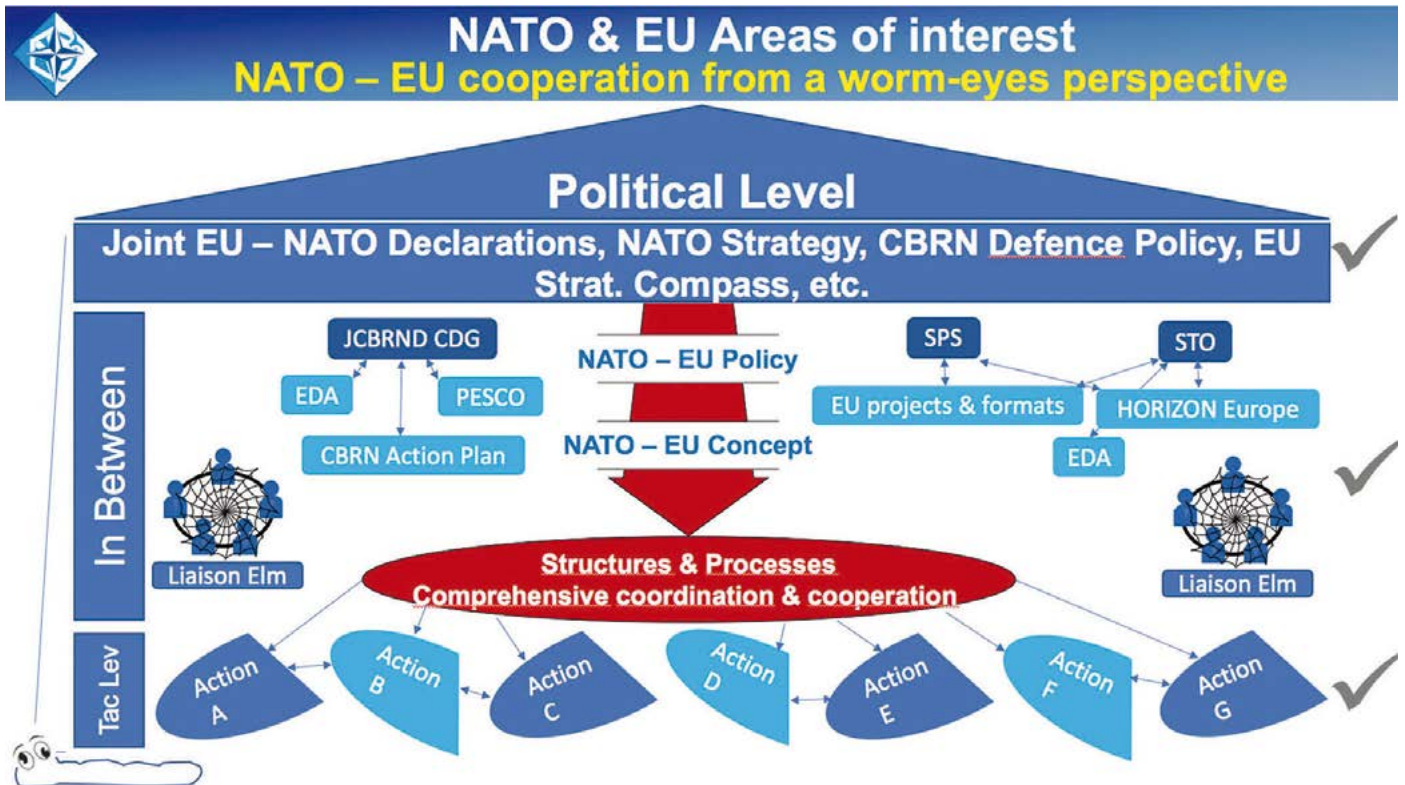 NATO & EU Areas of interest
NATO – EU cooperation from a worm-eyes perspective
Political Level
Joint EU – NATO Declarations, NATO Strategy, CBRN Defence Policy, EU
Strat. Compass, etc.
In Between
JCBRND CDG
EDA
PESCO
CBRN Action Plan
NATO – EU Policy
NATO – EU Concept
SPS
STO
EU projects & formats
HORIZON Europe
EDA
Liaison Elm
Liaison Elm
Structures & Processes
Comprehensive coordination & cooperation
Tac Lev
Action
A
Action
B
Action
C
Action
D
Action
E
Action
F
Action
G